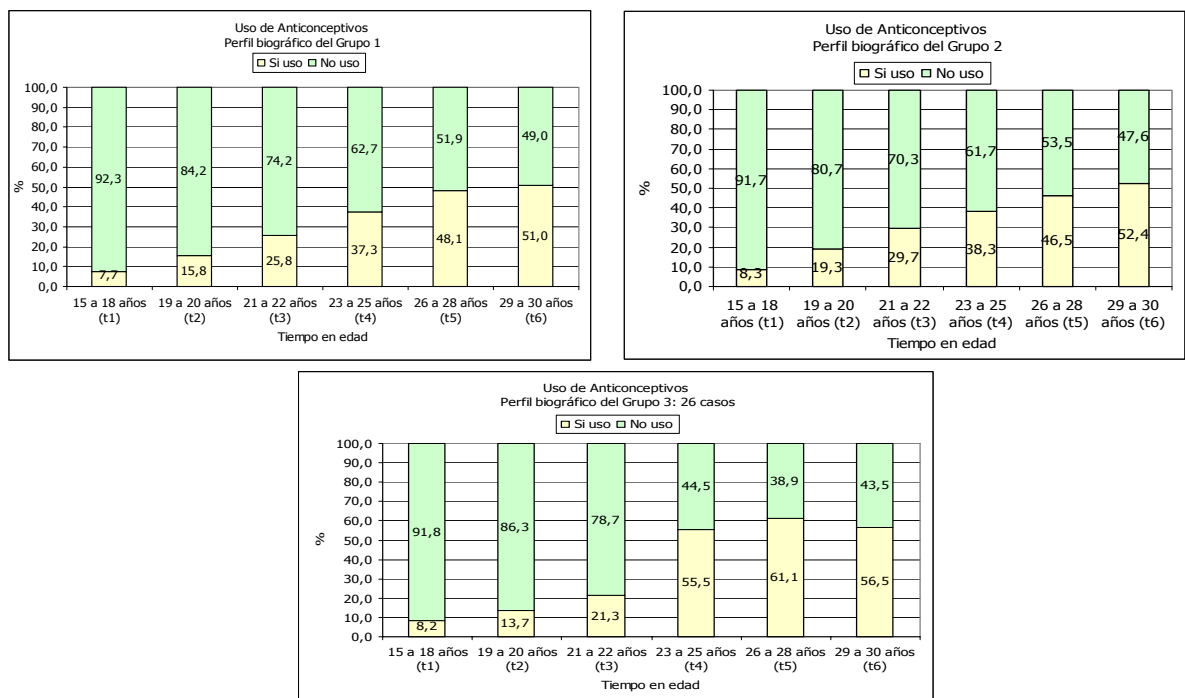 Uso de Anticonceptivos
Perfil biográfico del Grupo 1
Si uso No uso
100,0
90,0
80,0
70,0
60,0
50,0
40,0
30,0
20,0
10,0
0,0
%
92,3 84,2 74,2 62,7 51,9 49,0
7,7 15,8 25,8 37,3 48,1 51,0
15 a 18 años 19 a 20 años 21 a 22 años 23 a 25 años 26 a 28 años 29 a 30 años
(t1) (t2) (t3) (t4) (t5) (t6)
Tiempo en edad
Uso de Anticonceptivos
Perfil biográfico del Grupo 2
Si uso No uso
100,0
90,0
80,0
70,0
60,0
50,0
40,0
30,0
20,0
10,0
0,0
%
91,7 80,7 70,3 61,7 53,5 47,6
8,3 19,3 29,7 38,3 46,5 52,4
15 a 18 19 a 20 21 a 22 23 a 25 26 a 28 29 a 30
años (t1) años (t2) años (t3) años (t4) años (t5) años (t6)
Tiempo en edad
Uso de Anticonceptivos
Perfil biográfico del Grupo 3: 26 casos
Si uso No uso
100,0
90,0
80,0
70,0
60,0
50,0
40,0
30,0
20,0
10,0
0,0
%
91,8 86,3 78,7 44,5 38,9 43,5
8,2 13,7 21,3 55,5 61,1 56,5
15 a 18 años 19 a 20 años 21 a 22 años 23 a 25 años 26 a 28 años 29 a 30 años
(t1) (t2) (t3) (t4) (t5) (t6)
Tiempo en edad